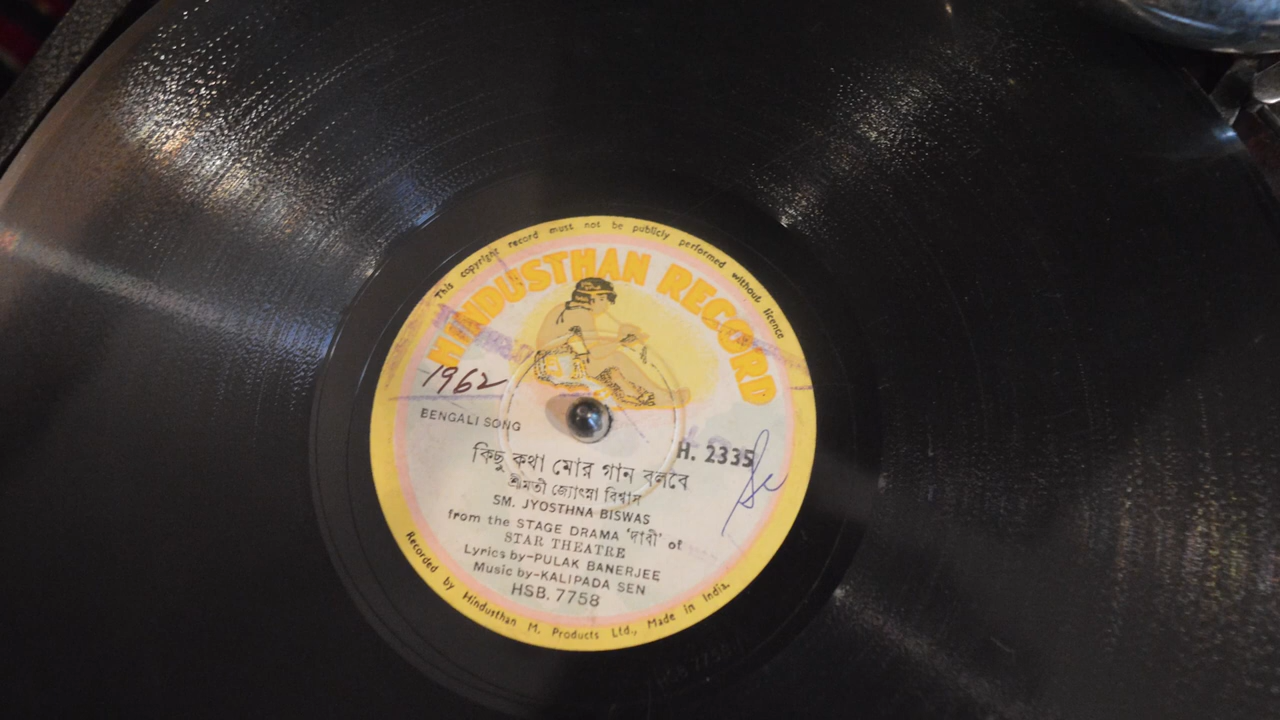 This copyright record must not be publicly performed without licence
HINDUSTHAN RECORD
1962
BENGALI SONG
H. 2335
কিছু কথা মোর গান বলবে
শ্রীমতী জ্যোৎস্না বিশ্বাস
SM. JYOSTHNA BISWAS
from the STAGE DRAMA 'দাবী' of
STAR THEATRE
Lyrics by-PULAK BANERJEE
Music by-KALIPADA SEN
HSB. 7758
Recorded by Hindusthan M. Products Ltd., Made in India.